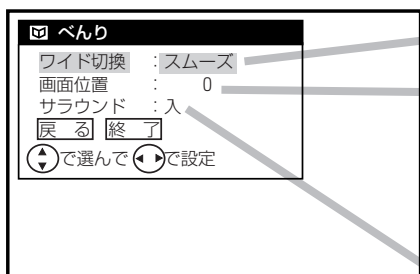 べんり
ワイド切換 : スムーズ
画面位置 : 0
サラウンド : 入
戻る 終了
で選んで で設定